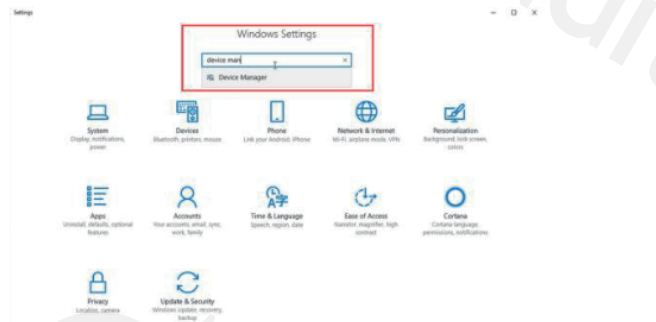 Settings
Windows Settings
device man
Device Manager
System
Display, notifications,
power
Devices
Bluetooth, printers, mouse
Phone
Link your Android, iPhone
Network & Internet
Wi-Fi, airplane mode, VPN
Personalization
Background, lock screen,
colors
Apps
Uninstall, defaults, optional
features
Accounts
Your accounts, email, sync,
work, family
Time & Language
Speech, region, date
Ease of Access
Narrator, magnifier, high
contrast
Cortana
Cortana language,
permissions, notifications
Privacy
Location, camera
Update & Security
Windows Update, recovery,
backup